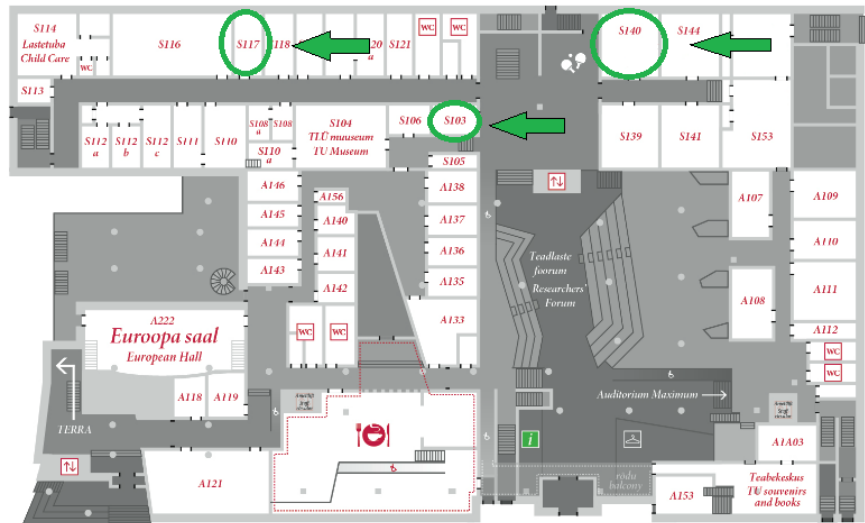 S114
Lastetuba
Child Care
WC
S116
S117
118
20
a
S121
WC
WC
S140
S144
S113
S112
a
S112
b
S112
c
S111
S110
S108
a
S108
S110
a
S104
TLÜ muuseum
TU Museum
S106
S103
S105
S139
S141
S153
A146
A145
A144
A143
A156
A140
A141
A142
A138
A137
A136
A135
A133
WC
WC
Teadlaste
foorum
Researchers'
Forum
A107
A108
A109
A110
A111
A112
WC
WC
A222
Euroopa saal
European Hall
TERRA
A118
A119
A121
Auditorium Maximum
i
rõdu
balcony
A1A03
A153
Teabekeskus
TÜ souvenirs
and books